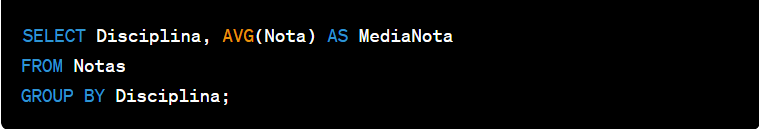 SELECT Disciplina, AVG(Nota) AS MediaNota
FROM Notas
GROUP BY Disciplina;